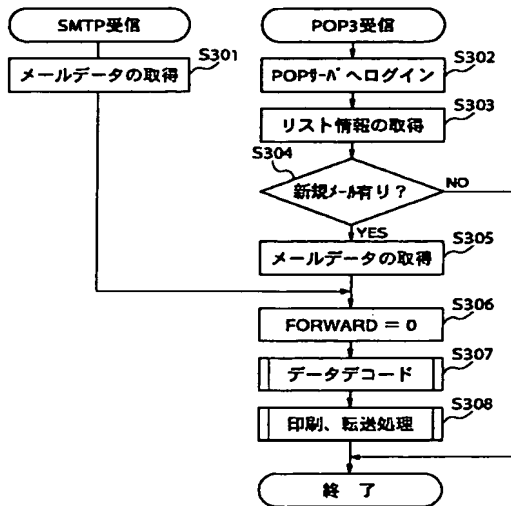 SMTP受信
メールデータの取得
S301
POP3受信
POPサーバへログイン
S302
リスト情報の取得
S303
S304
新規メール有り?
NO
YES
メールデータの取得
S305
FORWARD = 0
S306
データデコード
S307
印刷、転送処理
S308
終 了